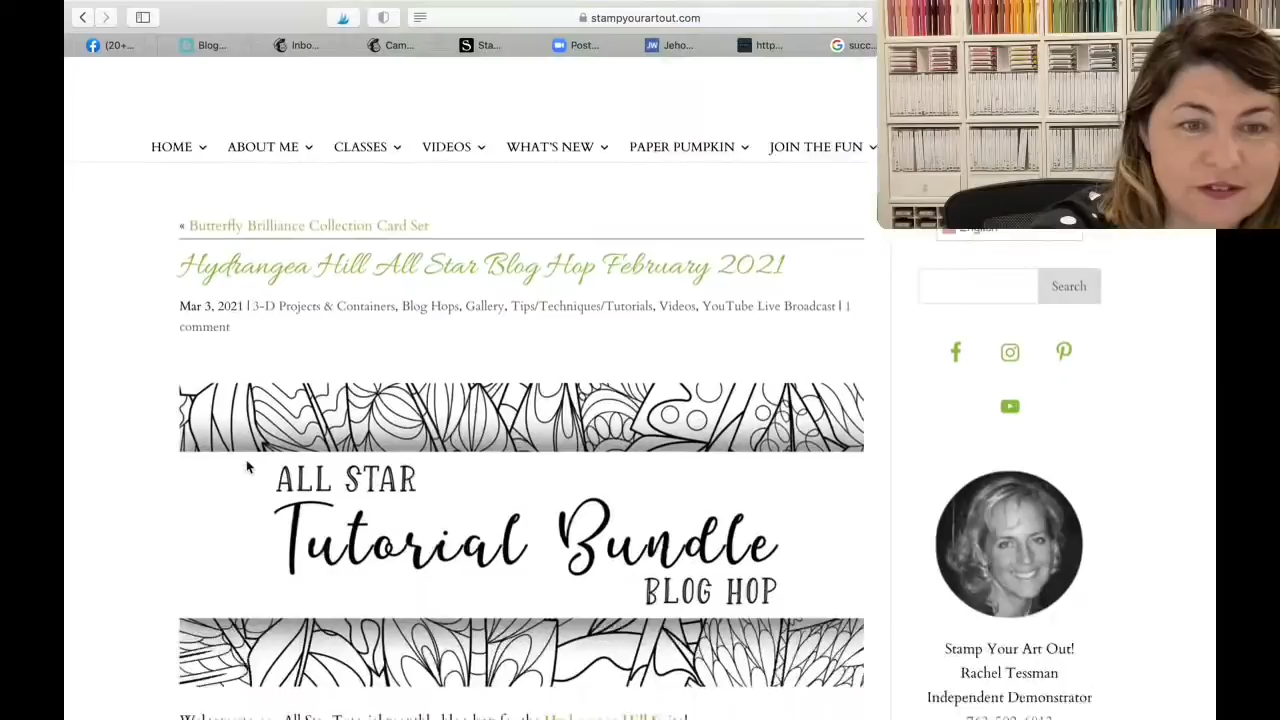 stampyourartout.com
(20+...
Blog...
Inbo...
Cam...
Sta...
Post...
Jeho...
http...
succ...
HOME
ABOUT ME
CLASSES
VIDEOS
WHAT'S NEW
PAPER PUMPKIN
JOIN THE FUN
« Butterfly Brilliance Collection Card Set
Hydrangea Hill All Star Blog Hop February 2021
Mar 3, 2021 | 3-D Projects & Containers, Blog Hops, Gallery, Tips/Techniques/Tutorials, Videos, YouTube Live Broadcast | 1
comment
ALL STAR
Tutorial Bundle
BLOG HOP
English
Search
Stamp Your Art Out!
Rachel Tessman
Independent Demonstrator